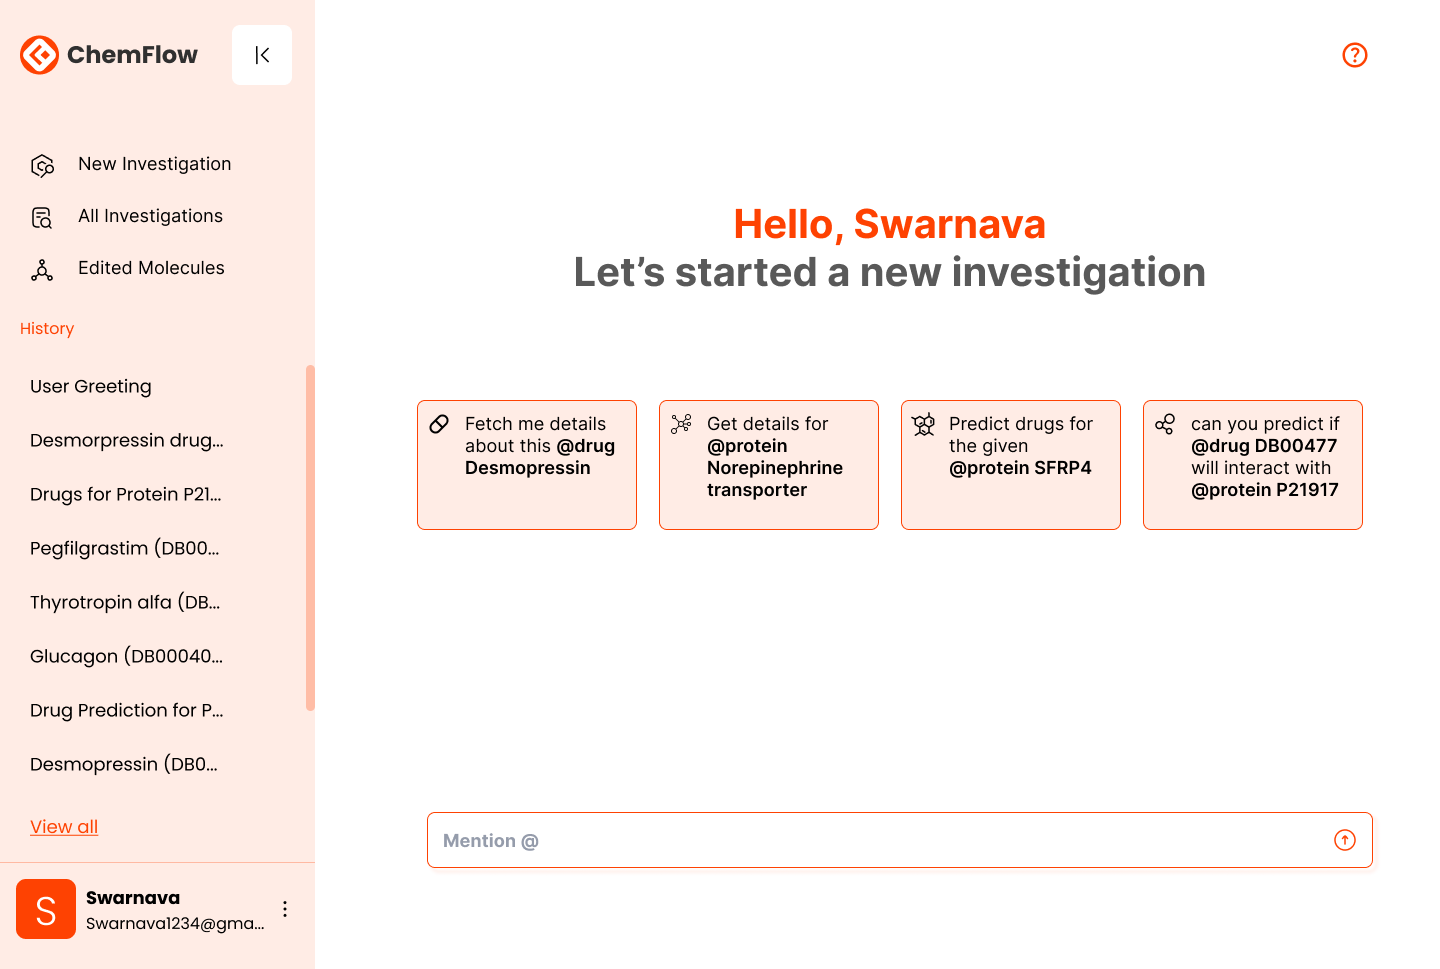 ChemFlow
New Investigation
All Investigations
Edited Molecules
History
User Greeting
Desmorpressin drug...
Drugs for Protein P21...
Pegfilgrastim (DB00...
Thyrotropin alfa (DB...
Glucagon (DB00040...
Drug Prediction for P...
Desmopressin (DB0...
View all
S
Swarnava
Swarnava1234@gma...
Hello, Swarnava
Let’s started a new investigation
Fetch me details
about this @drug
Desmopressin
Get details for
@protein
Norepinephrine
transporter
Predict drugs for
the given
@protein SFRP4
can you predict if
@drug DB00477
will interact with
@protein P21917
Mention @